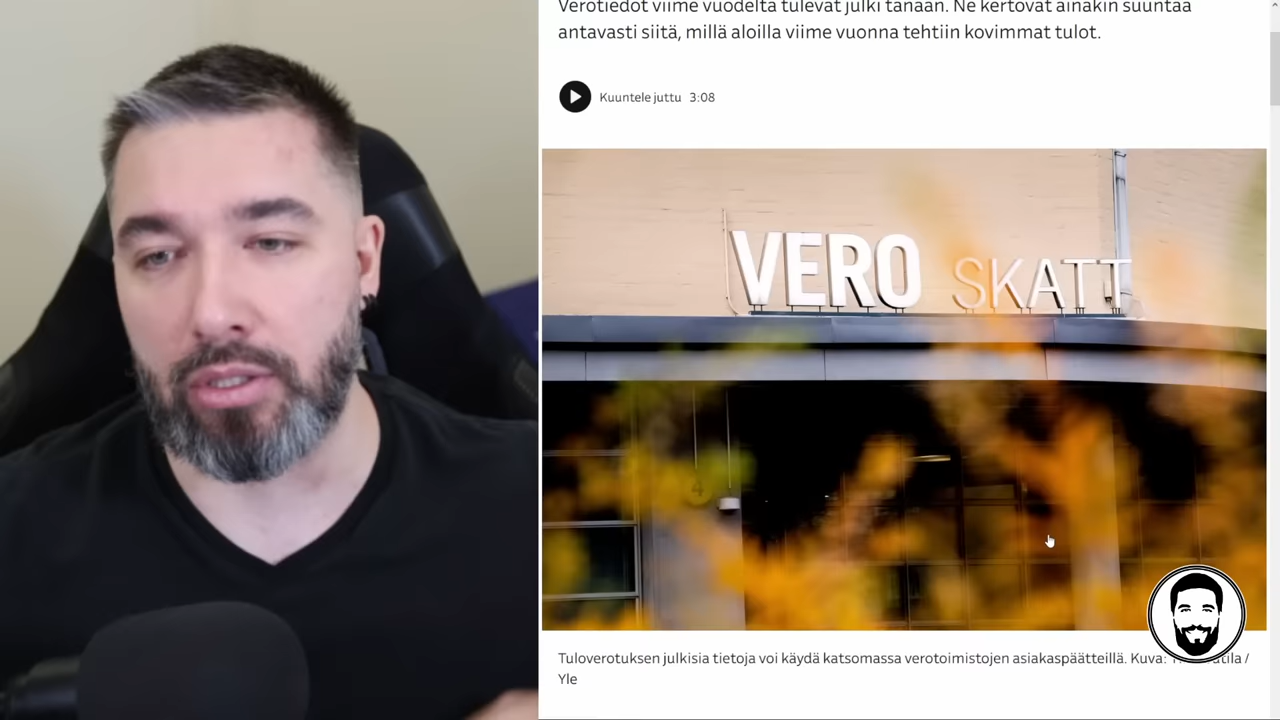 Verotiedot viime vuodelta tulevat julki tänään. Ne kertovat ainakin suuntaa
antavasti siitä, millä aloilla viime vuonna tehtiin kovimmat tulot.
Kuuntele juttu 3:08
VERO SKATT
4
Tuloverotuksen julkisia tietoja voi käydä katsomassa verotoimistojen asiakaspäätteillä. Kuva: /
Yle